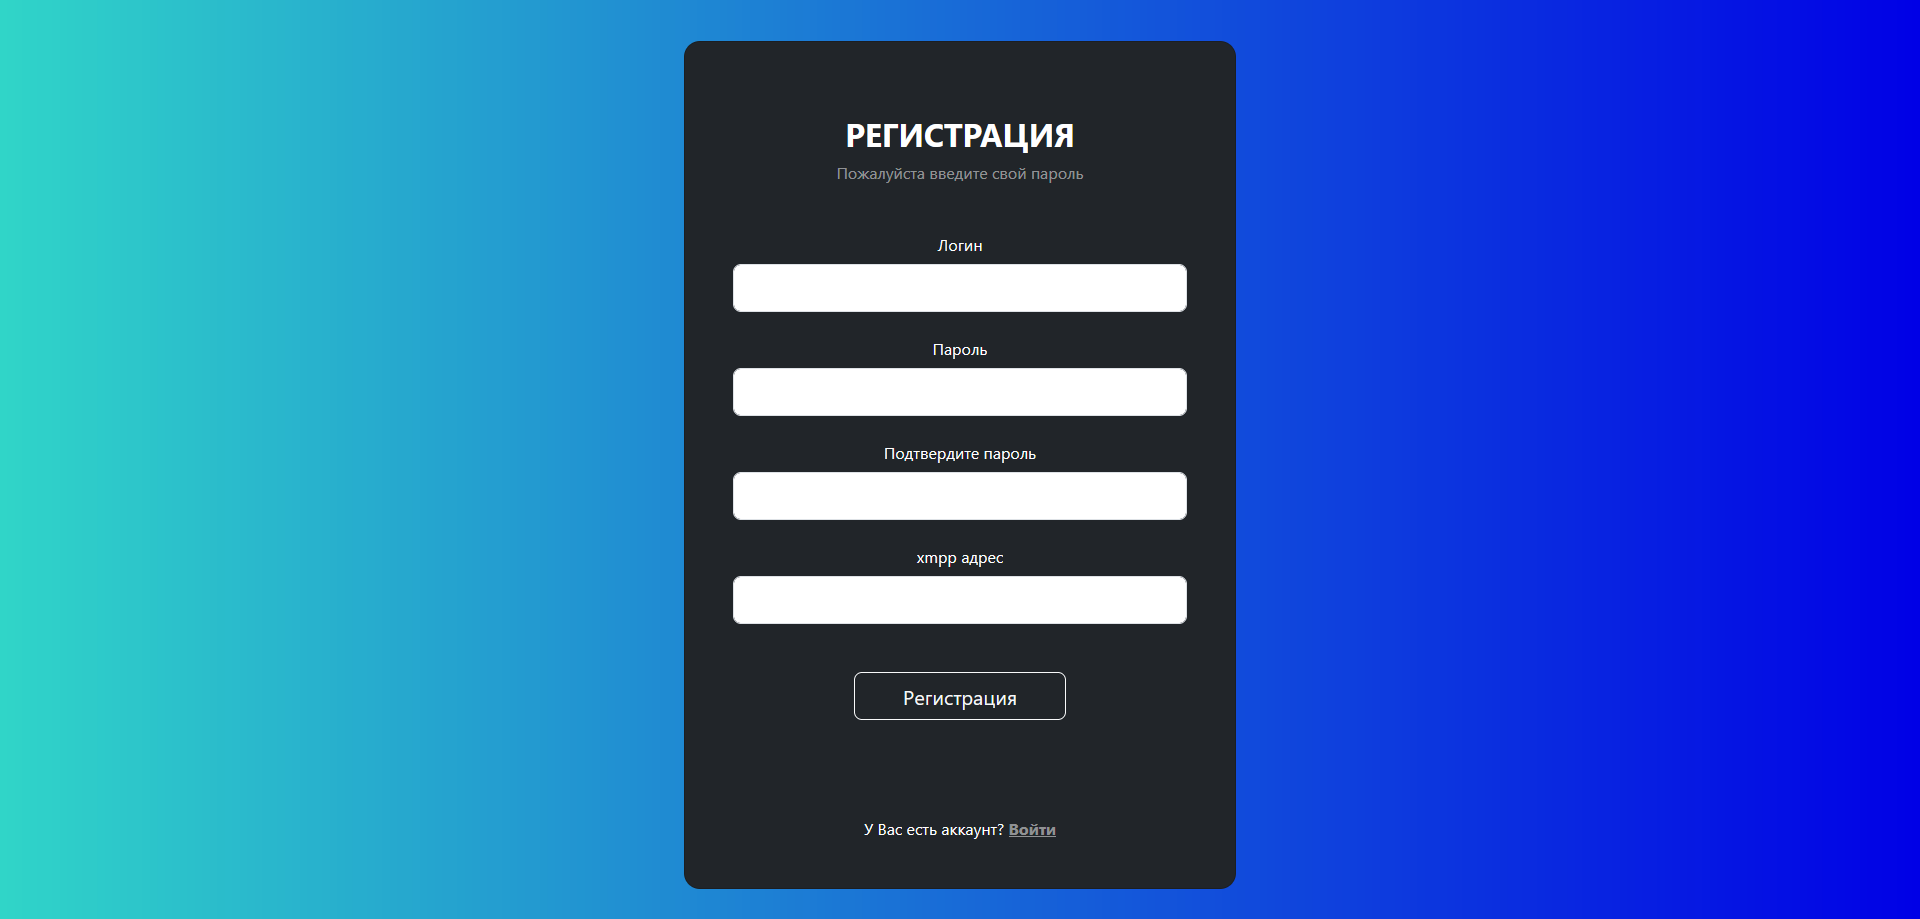 РЕГИСТРАЦИЯ
Пожалуйста введите свой пароль
Логин
Пароль
Подтвердите пароль
xmpp адрес
Регистрация
У Вас есть аккаунт? Войти